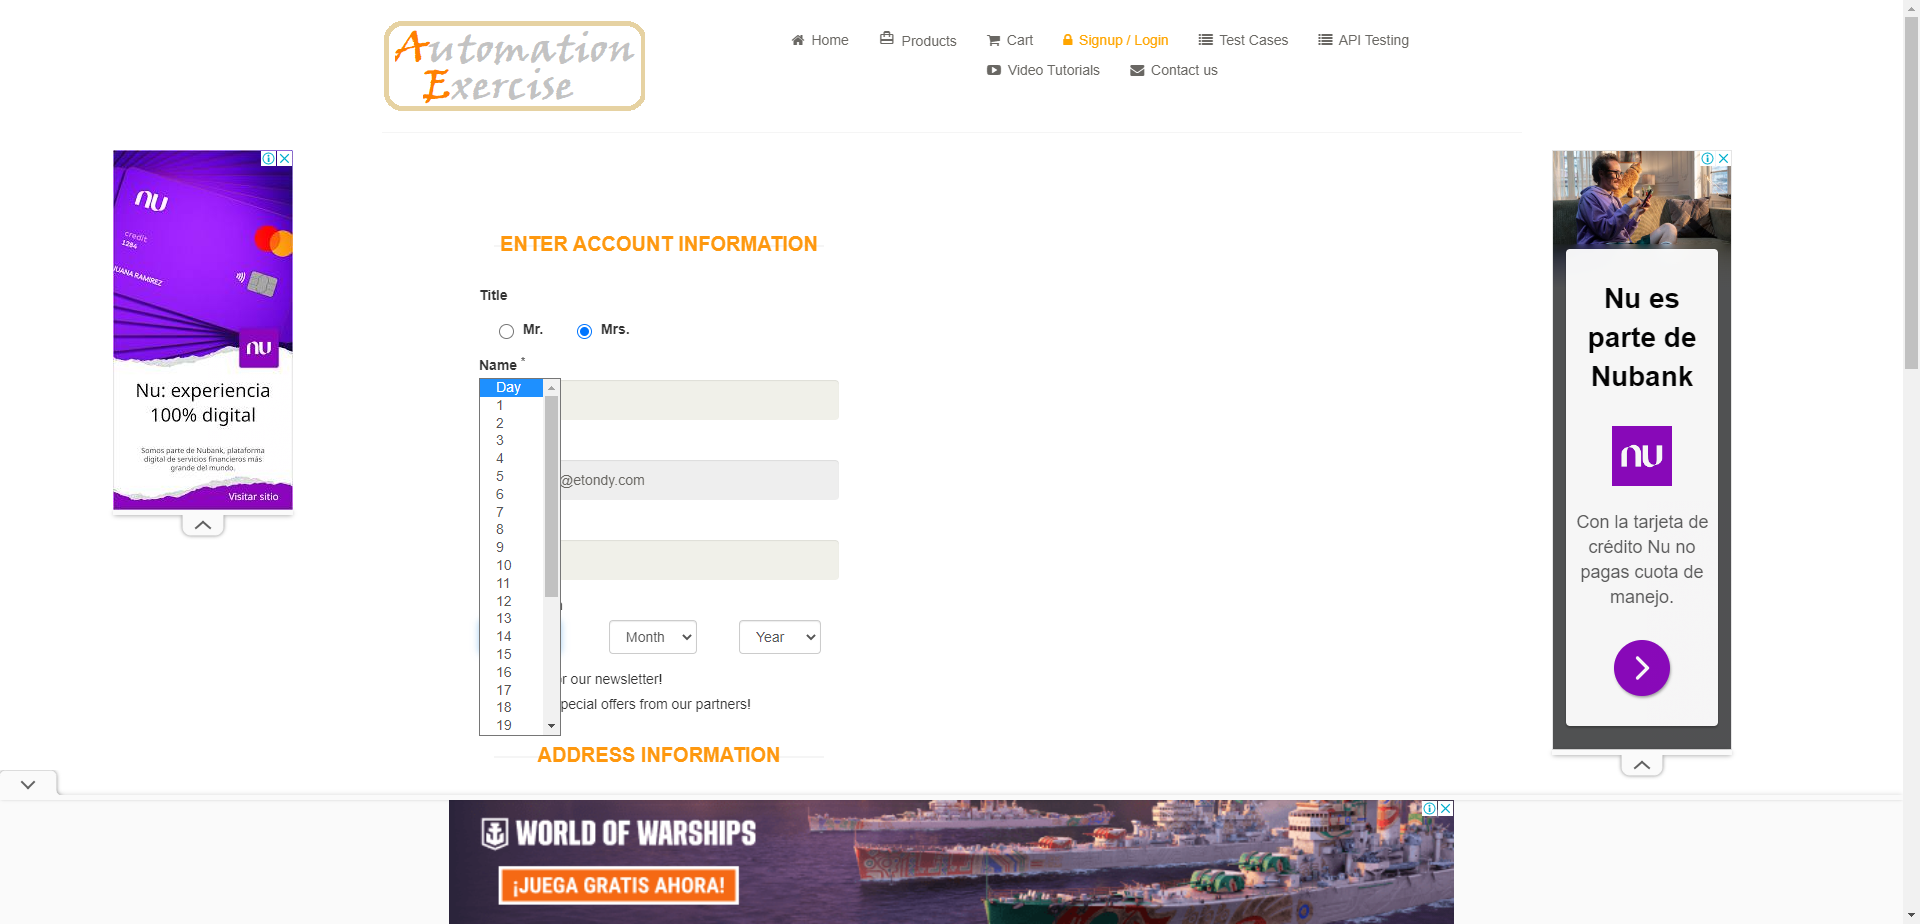 Automation
Exercise
Home
Products
Cart
Signup / Login
Test Cases
API Testing
Video Tutorials
Contact us
nu
credit
1284
JUANA RAMIREZ
nu
Nu: experiencia
100% digital
Somos parte de Nubank, plataforma
digital de servicios financieros más
grande del mundo.
Visitar sitio
ENTER ACCOUNT INFORMATION
Title
Mr.
Mrs.
Name *
Day
1
2
3
4
5
6
7
8
9
10
11
12
13
14
15
16
17
18
19
@etondy.com
Month
Year
r our newsletter!
pecial offers from our partners!
ADDRESS INFORMATION
Nu es
parte de
Nubank
nu
Con la tarjeta de
crédito Nu no
pagas cuota de
manejo.
WORLD OF WARSHIPS
¡JUEGA GRATIS AHORA!